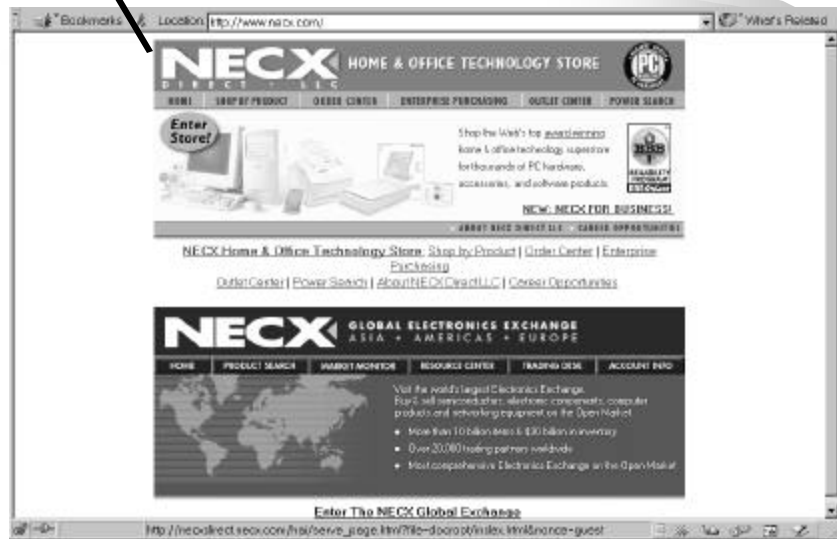 Bookmarks Location: http://www.necx.com/ What's Related
NECX HOME & OFFICE TECHNOLOGY STORE
DIRECT · LLC
HOME SHOP BY PRODUCT ORDER CENTER ENTERPRISE PURCHASING OUTLET CENTER POWER SEARCH
Enter
Store!
Shop the Web's top award-winning
home & office technology superstore
for thousands of PC hardware,
accessories, and software products.
BBB
RELIABILITY
PROGRAM
NEW: NECX FOR BUSINESS!
ABOUT NECX DIRECT LLC CAREER OPPORTUNITIES
NECX Home & Office Technology Store: Shop by Product | Order Center | Enterprise
Purchasing
Outlet Center | Power Search | About NECX Direct LLC | Career Opportunities
NECX GLOBAL ELECTRONICS EXCHANGE
ASIA + AMERICAS + EUROPE
HOME PRODUCT SEARCH MARKET MONITOR RESOURCE CENTER TRADING DESK ACCOUNT INFO
Visit the world's largest Electronics Exchange.
Buy & sell semiconductors, electronic components, computer
products and networking equipment on the Open Market.
• More than 10 billion items & $30 billion in inventory
• Over 20,000 trading partners worldwide
• Most comprehensive Electronics Exchange on the Open Market
Enter The NECX Global Exchange